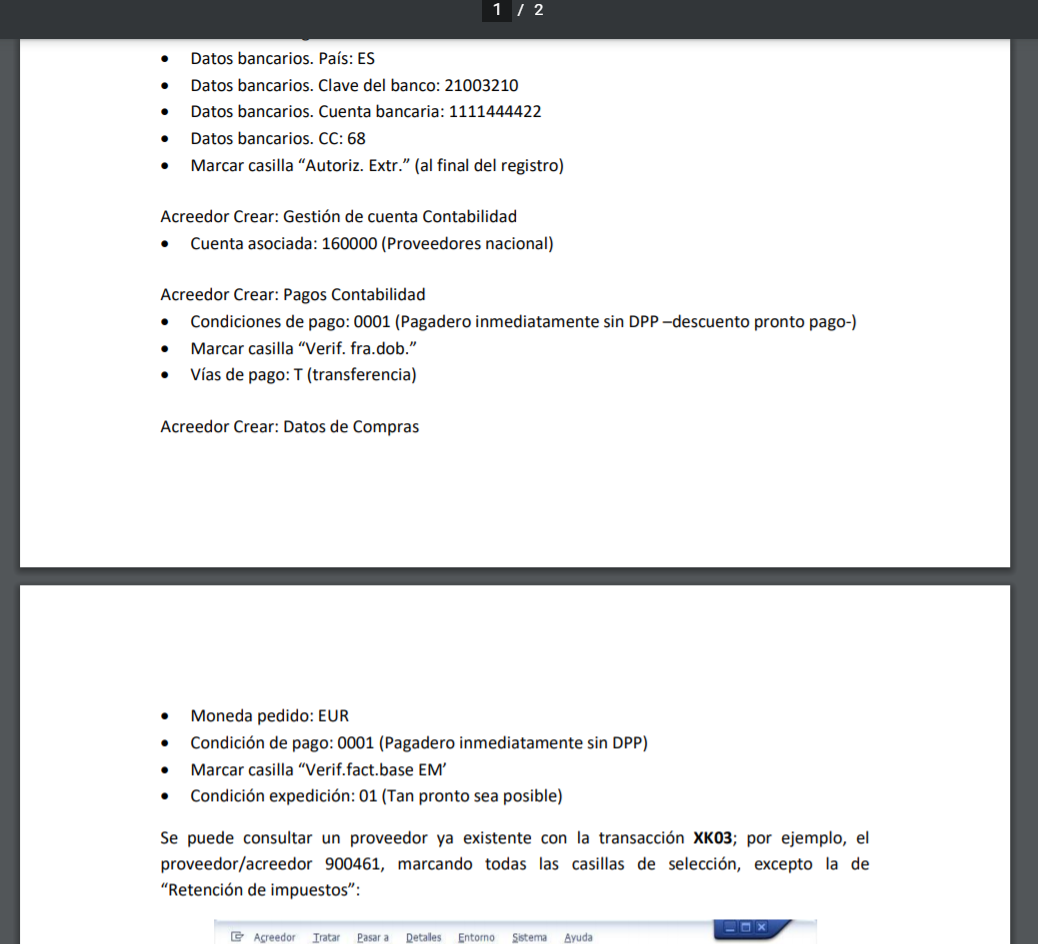 1 / 2
• Datos bancarios. País: ES
• Datos bancarios. Clave del banco: 21003210
• Datos bancarios. Cuenta bancaria: 1111444422
• Datos bancarios. CC: 68
• Marcar casilla “Autoriz. Extr.” (al final del registro)
Acreedor Crear: Gestión de cuenta Contabilidad
• Cuenta asociada: 160000 (Proveedores nacional)
Acreedor Crear: Pagos Contabilidad
• Condiciones de pago: 0001 (Pagadero inmediatamente sin DPP –descuento pronto pago-)
• Marcar casilla “Verif. fra.dob.”
• Vías de pago: T (transferencia)
Acreedor Crear: Datos de Compras
• Moneda pedido: EUR
• Condición de pago: 0001 (Pagadero inmediatamente sin DPP)
• Marcar casilla “Verif.fact.base EM’
• Condición expedición: 01 (Tan pronto sea posible)
Se puede consultar un proveedor ya existente con la transacción XK03; por ejemplo, el
proveedor/acreedor 900461, marcando todas las casillas de selección, excepto la de
“Retención de impuestos”:
Acreedor Tratar Pasar a Detalles Entorno Sistema Ayuda